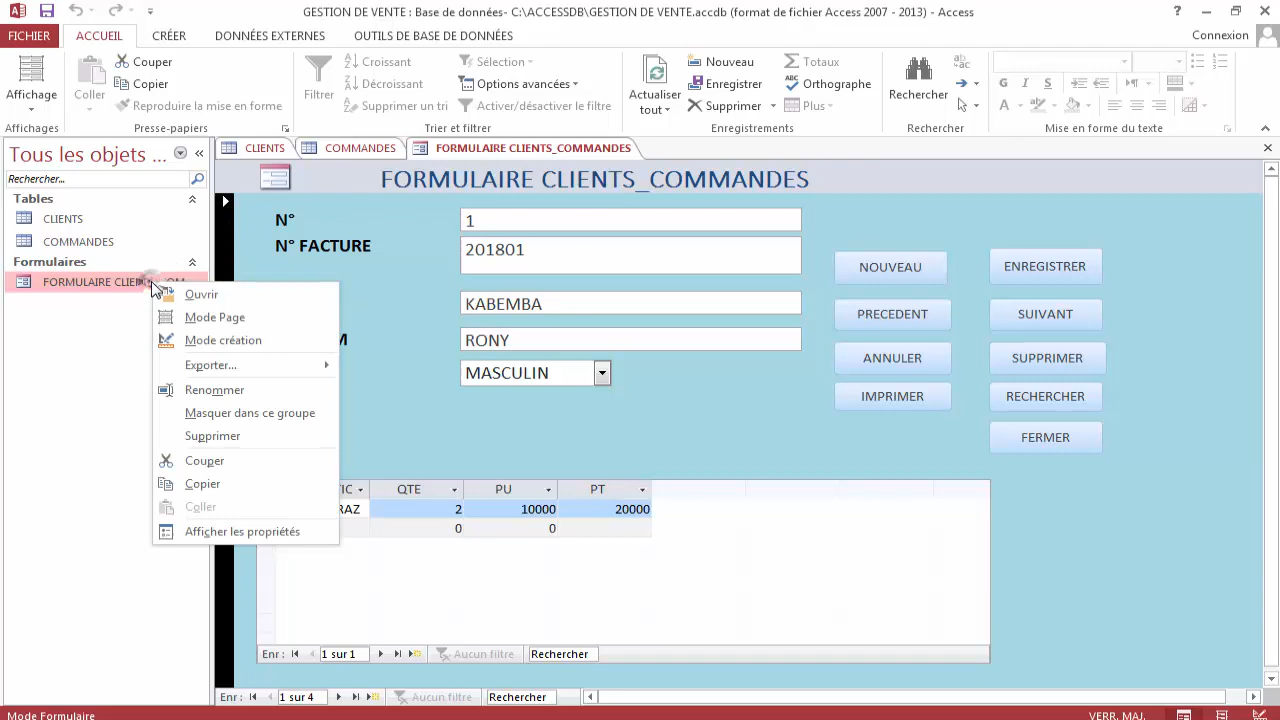 GESTION DE VENTE : Base de données- C:\ACCESSDB\GESTION DE VENTE.accdb (format de fichier Access 2007 - 2013) - Access
FICHIER ACCUEIL CRÉER DONNÉES EXTERNES OUTILS DE BASE DE DONNÉES Connexion
Affichage
Affichages
Coller
Couper
Copier
Reproduire la mise en forme
Presse-papiers
Filtrer
Croissant
Décroissant
Supprimer un tri
Sélection
ions avancées
Activer/désactiver le filtre
Trier et filtrer
Actualiser
tout
Nouveau
Enregistrer
Supprimer
Totaux
Orthographe
Plus
Enregistrements
Rechercher
Rechercher
G I S
A
Mise en forme du texte
Tous les objets ...
Rechercher...
Tables
CLIENTS
COMMANDES
Formulaires
FORMULAIRE CLIEN
Ouvrir
Mode Page
Mode création
Exporter...
Renommer
Masquer dans ce groupe
Supprimer
Couper
Copier
Coller
Afficher les propriétés
CLIENTS COMMANDES FORMULAIRE CLIENTS_COMMANDES
FORMULAIRE CLIENTS_COMMANDES
N° 1
N° FACTURE 201801
KABEMBA
M RONY
MASCULIN
NOUVEAU ENREGISTRER
PRECEDENT SUIVANT
ANNULER SUPPRIMER
IMPRIMER RECHERCHER
FERMER
IC QTE PU PT
RAZ 2 10000 20000
0 0
Enr : 1 sur 1 Aucun filtre Rechercher
Enr : 1 sur 4 Aucun filtre Rechercher
Mode Formulaire VERR. MAJ.